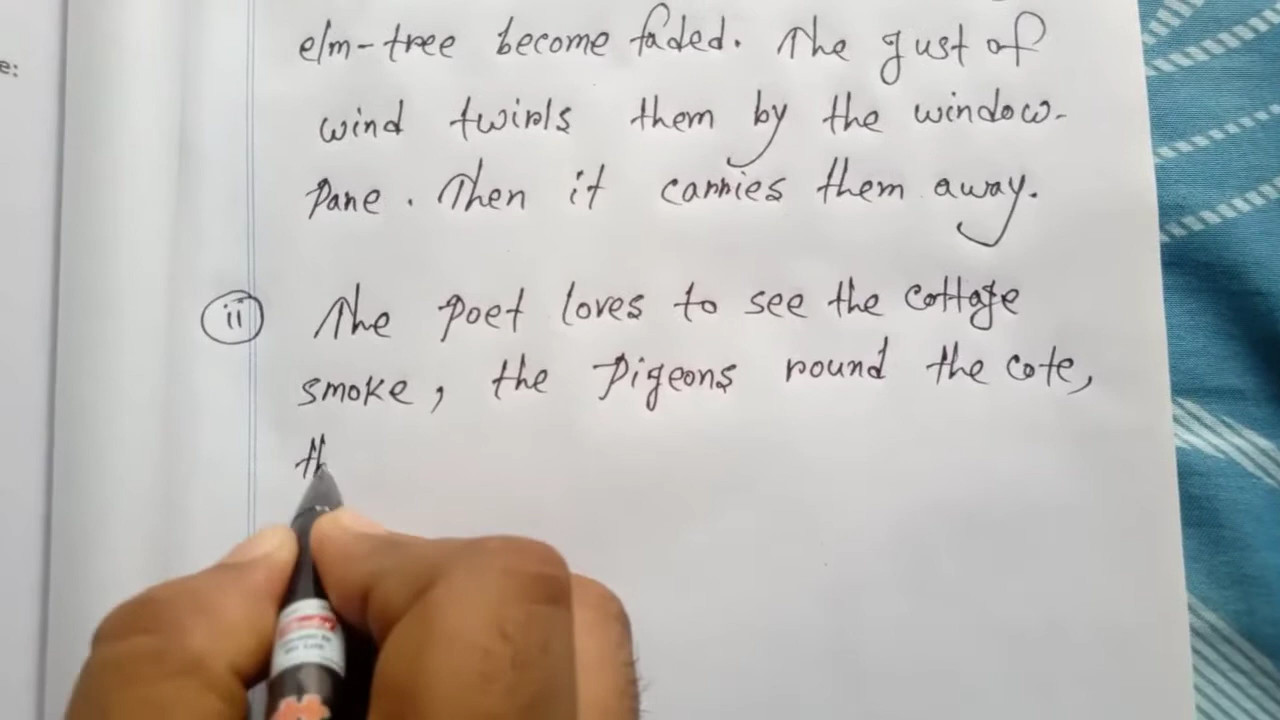 e:
elm-tree become faded. The gust of
wind twirls them by the window-
pane. Then it carries them away.
ii The poet loves to see the cottage
smoke, the pigeons round the cote,
th